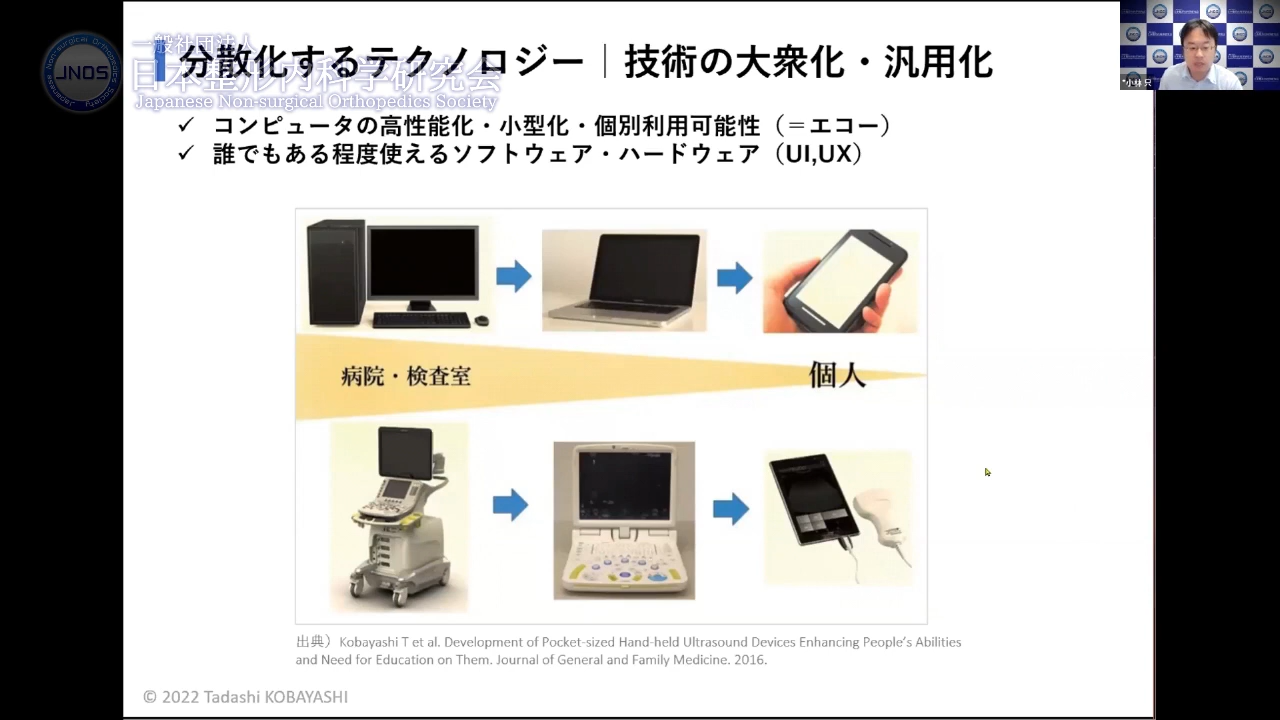 一般社団法人
日本整形内科学研究会
Japanese Non-surgical Orthopedics Society
JNOS
Japanese Nonsurgical Orthopedics Society
分散化するテクノロジー｜技術の大衆化・汎用化
✓ コンピュータの高性能化・小型化・個別利用可能性（＝エコー）
✓ 誰でもある程度使えるソフトウェア・ハードウェア（UI,UX）
病院・検査室
個人
出典）Kobayashi T et al. Development of Pocket-sized Hand-held Ultrasound Devices Enhancing People’s Abilities
and Need for Education on Them. Journal of General and Family Medicine. 2016.
© 2022 Tadashi KOBAYASHI